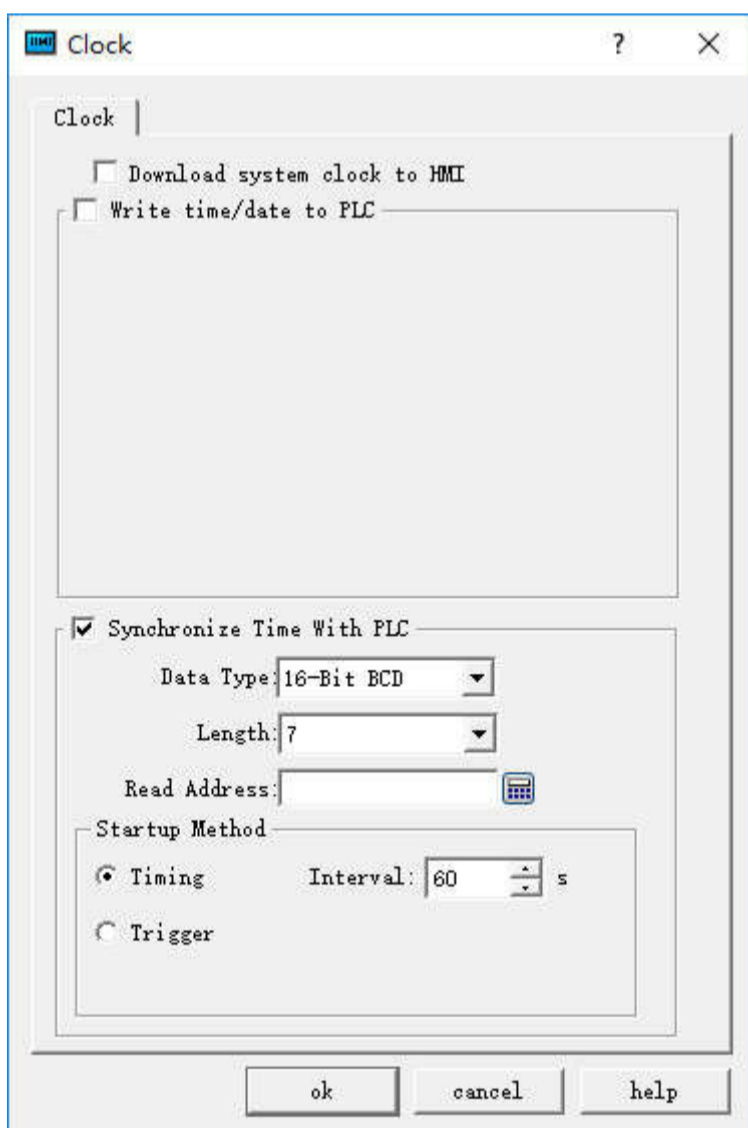 HMI Clock ?
Clock
Download system clock to HMI
Write time/date to PLC
Synchronize Time With PLC
Data Type: 16-Bit BCD
Length: 7
Read Address:
Startup Method
Timing Interval: 60 s
Trigger
ok cancel help